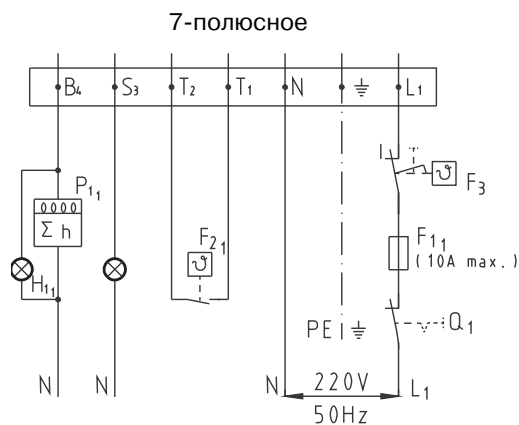 7-полюсное
B4 S3 T2 T1 N L1
P11
Σ h
H11
F21
ϑ
ϑ F3
F11
(10A max.)
PE
Q1
N N N 220V L1
50Hz